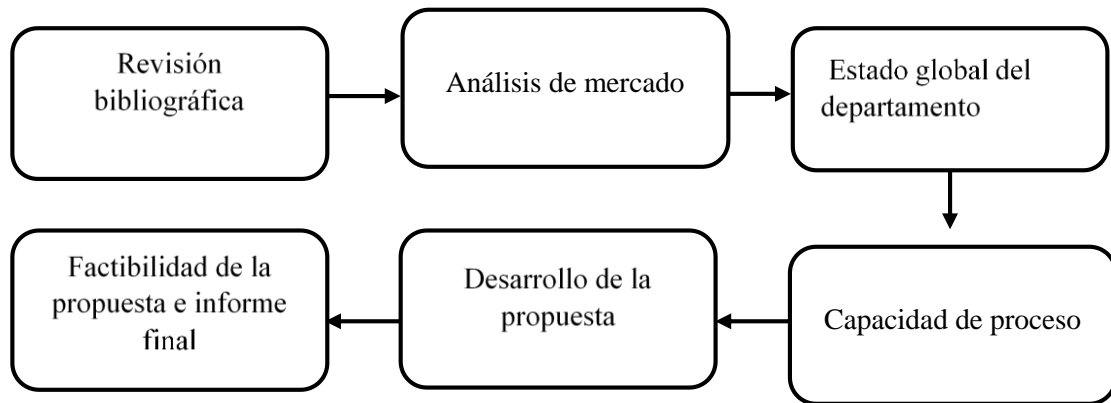 Revisión
bibliográfica
Análisis de mercado
Estado global del
departamento
Factibilidad de la
propuesta e informe
final
Desarrollo de la
propuesta
Capacidad de proceso